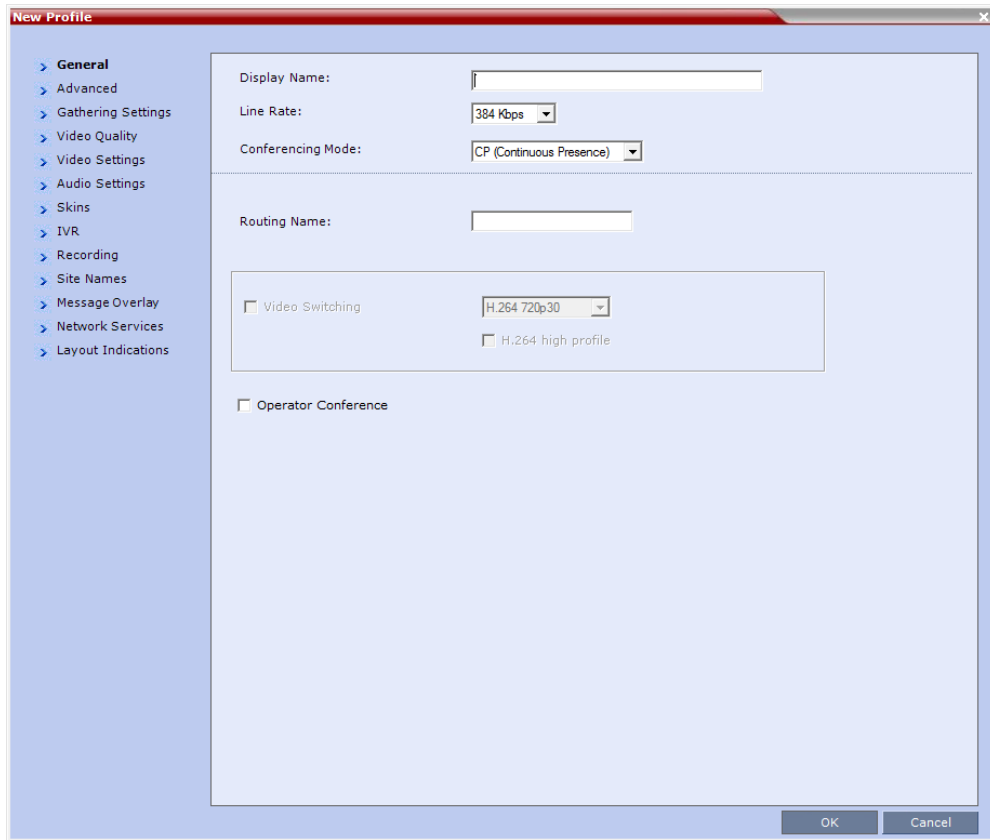 New Profile
General
Advanced
Gathering Settings
Video Quality
Video Settings
Audio Settings
Skins
IVR
Recording
Site Names
Message Overlay
Network Services
Layout Indications
Display Name:
Line Rate:
384 Kbps
Conferencing Mode:
CP (Continuous Presence)
Routing Name:
Video Switching
H.264 720p30
H.264 high profile
Operator Conference
OK
Cancel